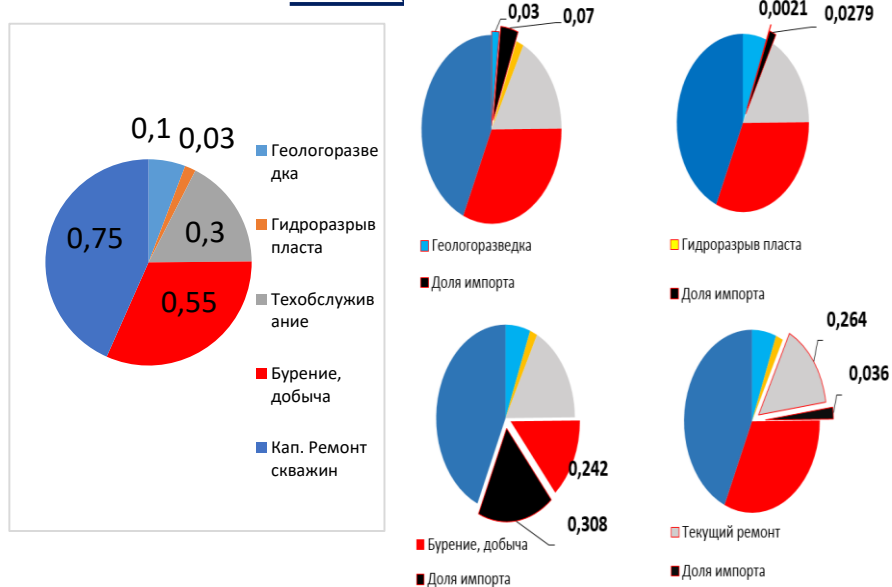 0,1
0,03
0,75
0,3
0,55
Геологоразве
дка
Гидроразрыв
пласта
Техобслужив
ание
Бурение,
добыча
Кап. Ремонт
скважин
0,03
0,07
Геологоразведка
Доля импорта
0,0021
0,0279
Гидроразрыв пласта
Доля импорта
0,242
0,308
Бурение, добыча
Доля импорта
0,264
0,036
Текущий ремонт
Доля импорта